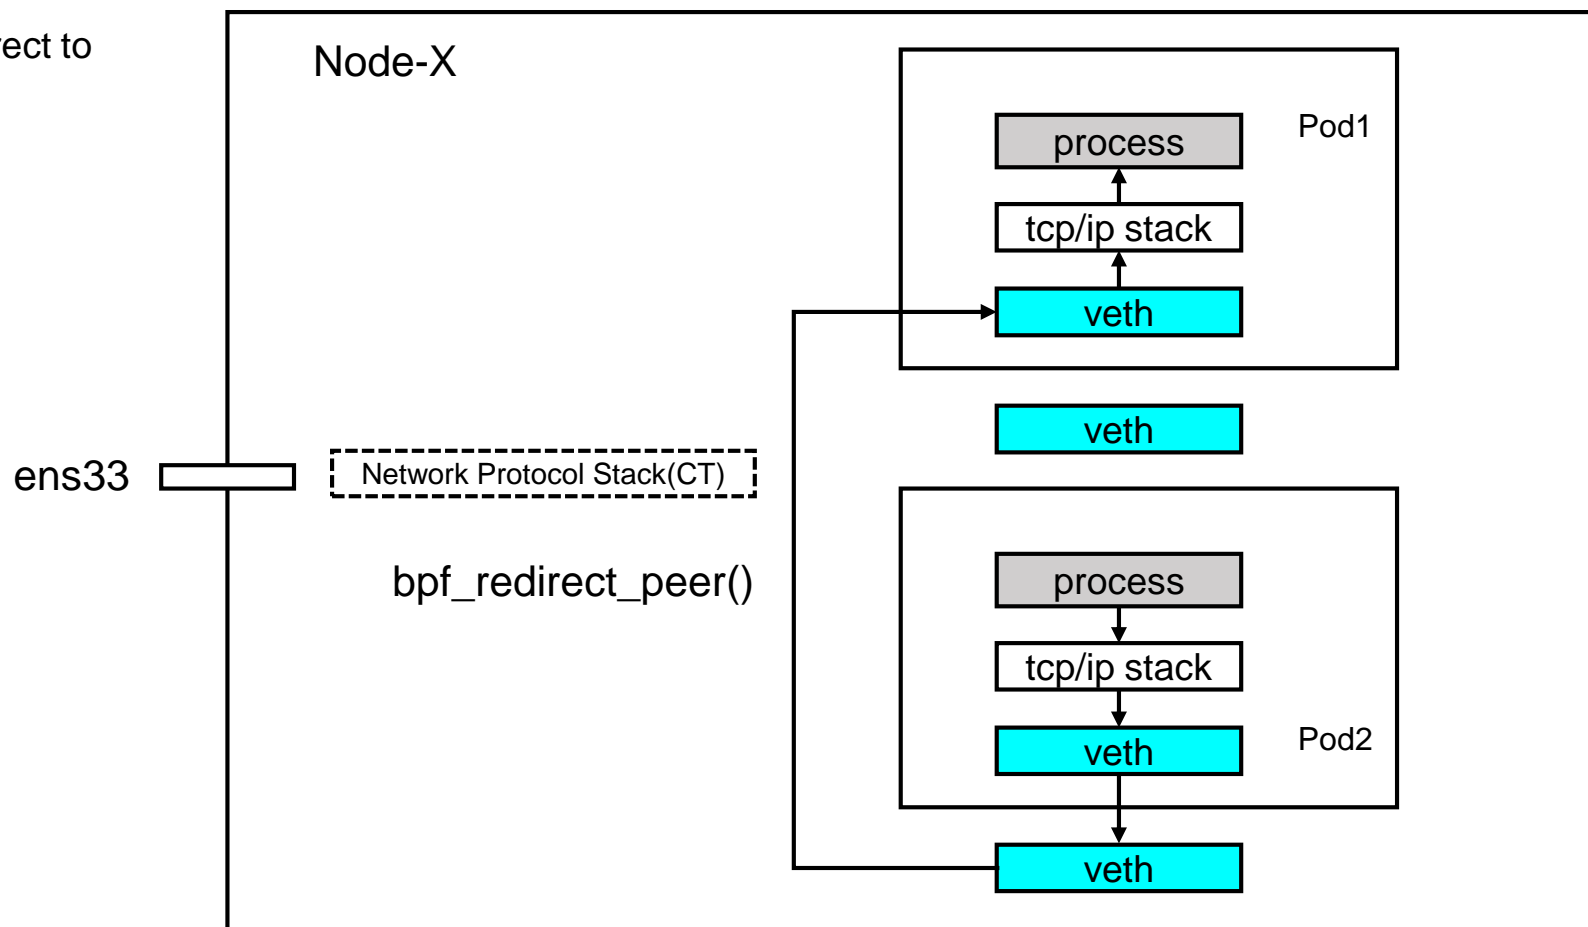 to
Node-X
Pod1
process
tcp/ip stack
veth
veth
ens33
Network Protocol Stack(CT)
bpf_redirect_peer()
process
tcp/ip stack
veth
Pod2
veth